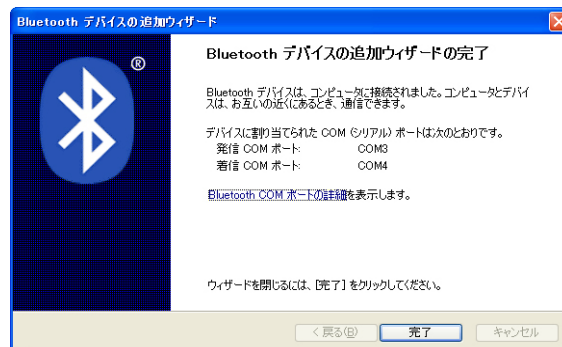 Bluetooth デバイスの追加ウィザード
®
Bluetooth デバイスの追加ウィザードの完了
Bluetooth デバイスは、コンピュータに接続されました。コンピュータとデバイ
スは、お互いの近くにあるとき、通信できます。
デバイスに割り当てられた COM (シリアル) ポートは次のとおりです。
発信 COM ポート: COM3
着信 COM ポート: COM4
Bluetooth COM ポートの詳細を表示します。
ウィザードを閉じるには、[完了] をクリックしてください。
< 戻る(B) 完了 キャンセル